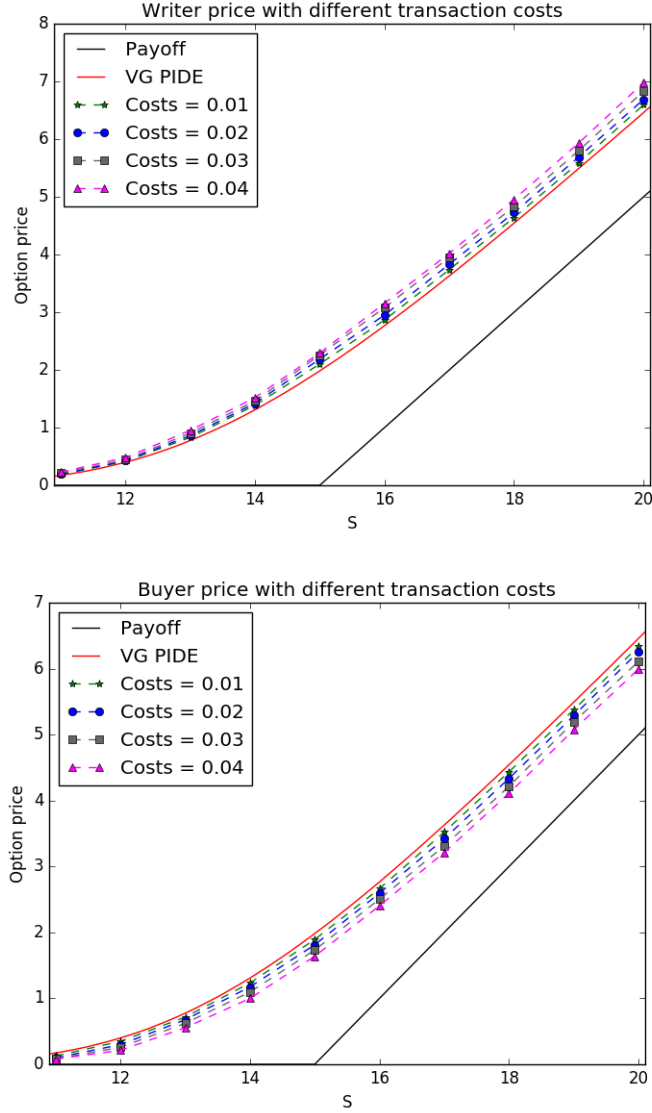 Writer price with different transaction costs
8
7
6
5
4
3
2
1
0
Option price
Payoff
VG PIDE
Costs = 0.01
Costs = 0.02
Costs = 0.03
Costs = 0.04
12
14
16
18
20
S
Buyer price with different transaction costs
7
6
5
4
3
2
1
0
Option price
Payoff
VG PIDE
Costs = 0.01
Costs = 0.02
Costs = 0.03
Costs = 0.04
12
14
16
18
20
S